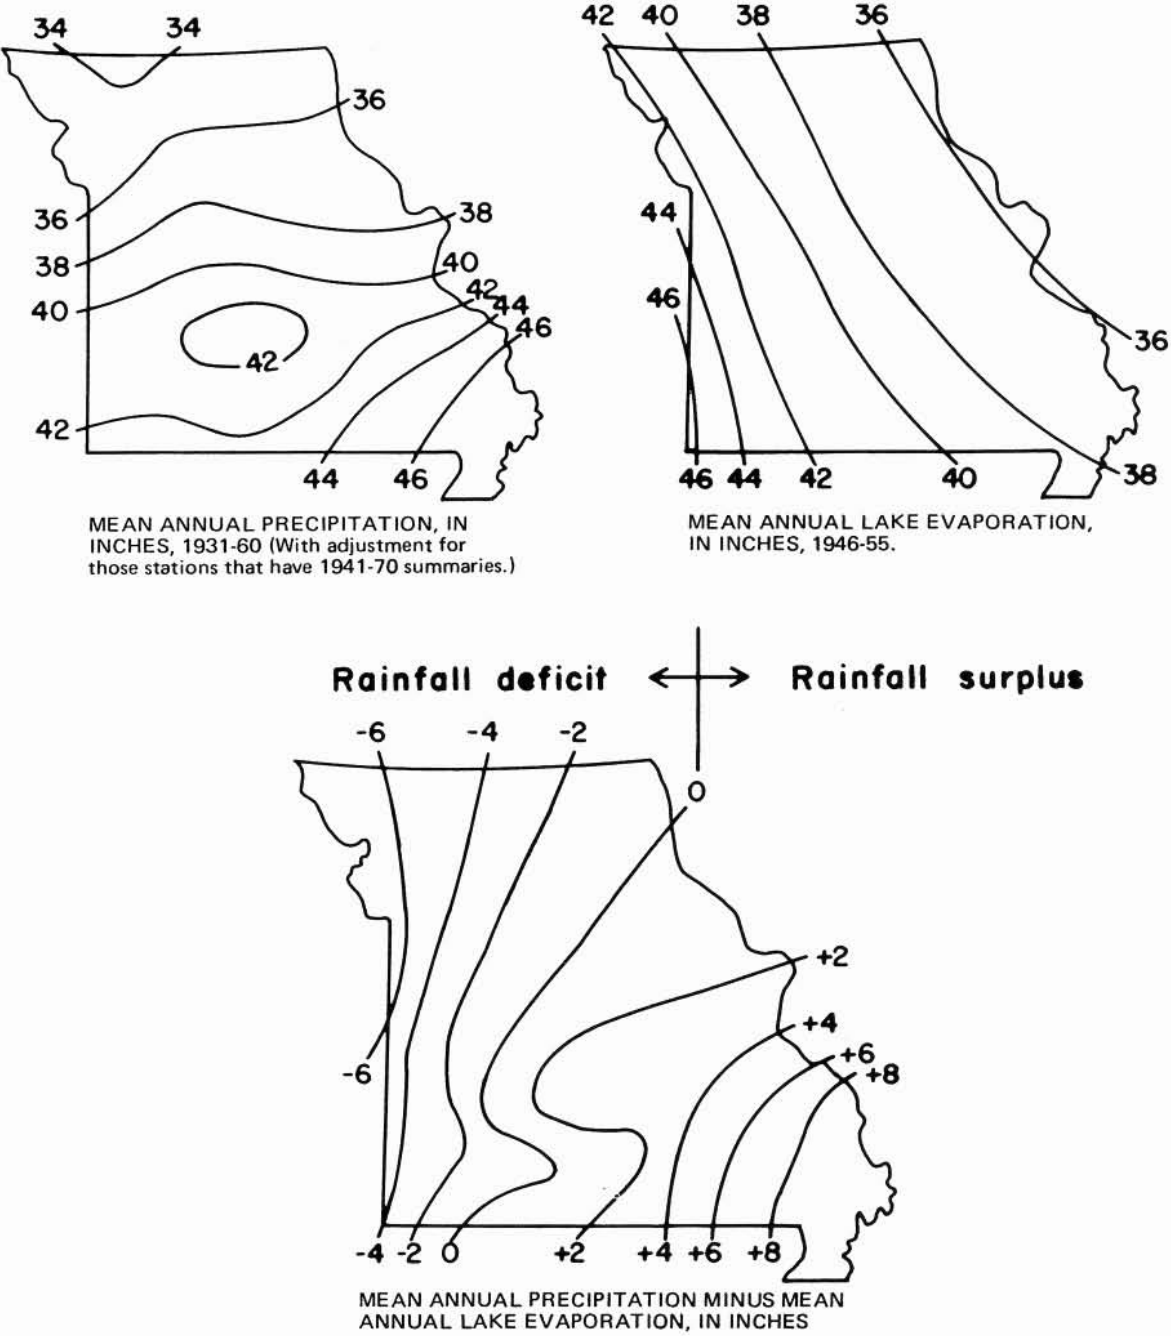 34 34
36
36
38
38
40
40
42
44
46
42
42
44 46
MEAN ANNUAL PRECIPITATION, IN
INCHES, 1931-60 (With adjustment for
those stations that have 1941-70 summaries.)
42 40 38 36
44
46
36
38
46 44 42 40
MEAN ANNUAL LAKE EVAPORATION,
IN INCHES, 1946-55.
Rainfall deficit Rainfall surplus
-6 -4 -2
0
+2
+4
+6
+8
-6
-4 -2 0 +2 +4 +6 +8
MEAN ANNUAL PRECIPITATION MINUS MEAN
ANNUAL LAKE EVAPORATION, IN INCHES